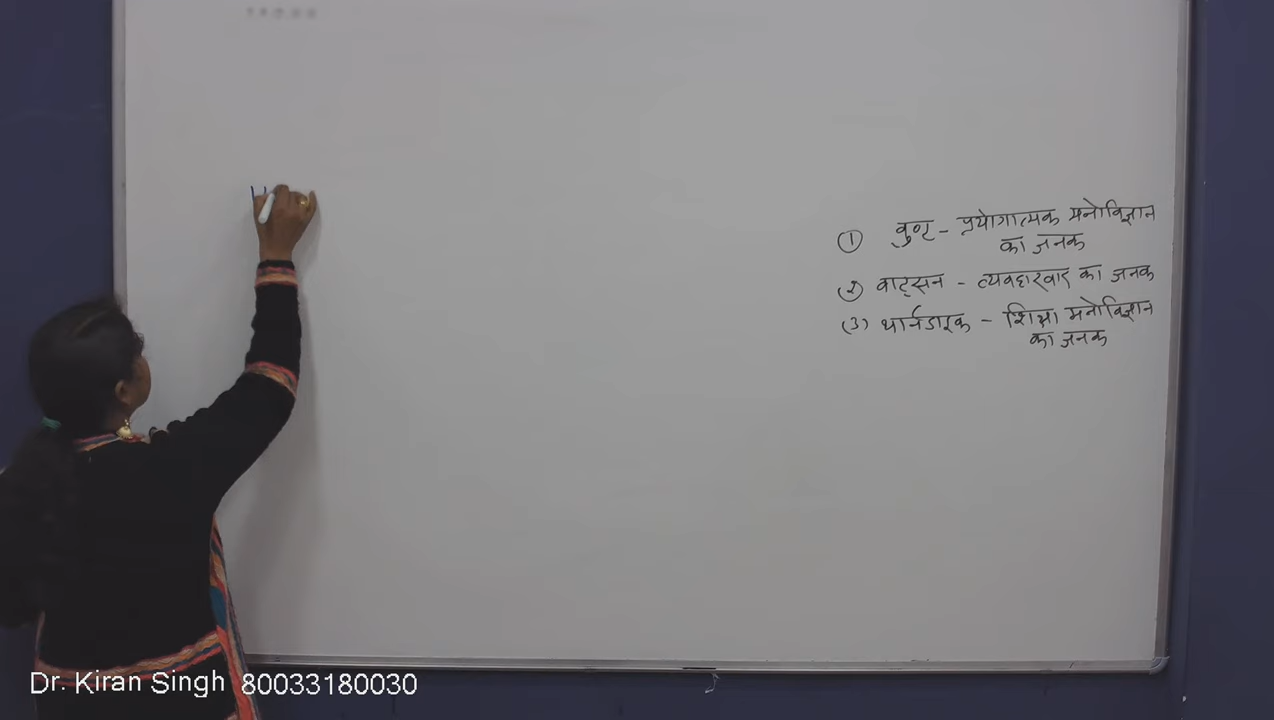 ① वुण्ट - प्रयोगात्मक मनोविज्ञान
का जनक
(2) वाट्सन - व्यवहारवाद का जनक
(3) थार्नडाइक - शिक्षा मनोविज्ञान
का जनक
Dr. Kiran Singh 80033180030